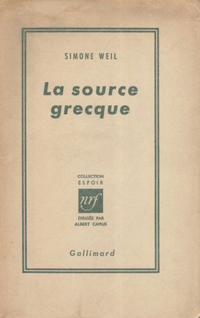 SIMONE WEIL
La source
grecque
COLLECTION
ESPOIR
nrf
DIRIGÉE PAR
ALBERT CAMUS
Gallimard